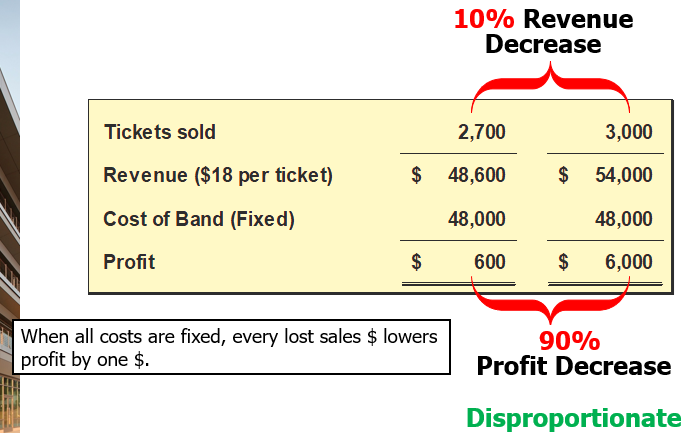 10% Revenue
Decrease
Tickets sold 2,700 3,000
Revenue ($18 per ticket) $ 48,600 $ 54,000
Cost of Band (Fixed) 48,000 48,000
Profit $ 600 $ 6,000
When all costs are fixed, every lost sales $ lowers
profit by one $.
90%
Profit Decrease
Disproportionate